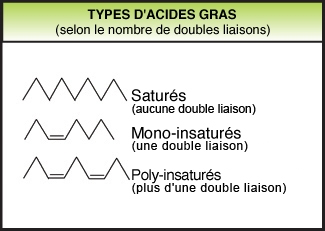 TYPES D'ACIDES GRAS
(selon le nombre de doubles liaisons)
Saturés
(aucune double liaison)
Mono-insaturés
(une double liaison)
Poly-insaturés
(plus d'une double liaison)